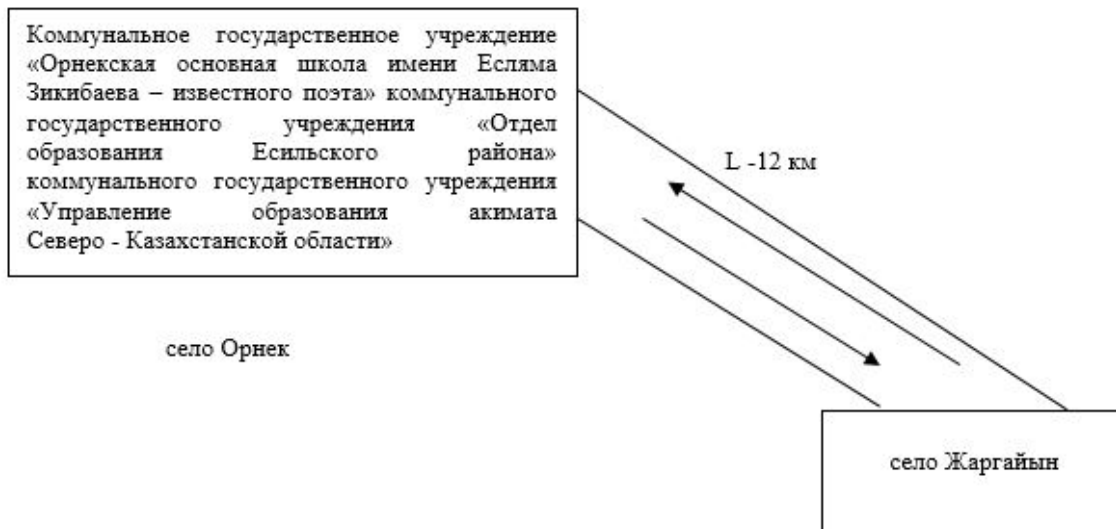 Коммунальное государственное учреждение
«Орнекская основная школа имени Есляма
Зикибаева – известного поэта» коммунального
государственного учреждения «Отдел
образования Есильского района»
коммунального государственного учреждения
«Управление образования акимата
Северо - Казахстанской области»
L -12 км
село Орнек
село Жаргайын